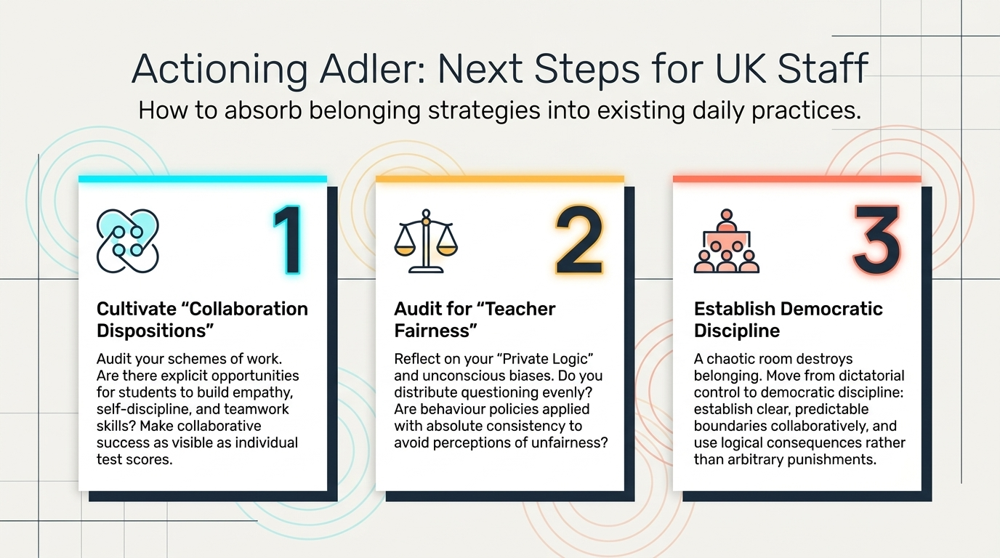 Actioning Adler: Next Steps for UK Staff
How to absorb belonging strategies into existing daily practices.
1
Cultivate “Collaboration
Dispositions”
Audit your schemes of work.
Are there explicit opportunities
for students to build empathy,
self-discipline, and teamwork
skills? Make collaborative
success as visible as individual
test scores.
2
Audit for “Teacher
Fairness”
Reflect on your “Private Logic”
and unconscious biases. Do you
distribute questioning evenly?
Are behaviour policies applied
with absolute consistency to
avoid perceptions of unfairness?
3
Establish Democratic
Discipline
A chaotic room destroys
belonging. Move from dictatorial
control to democratic discipline:
establish clear, predictable
boundaries collaboratively, and
use logical consequences rather
than arbitrary punishments.